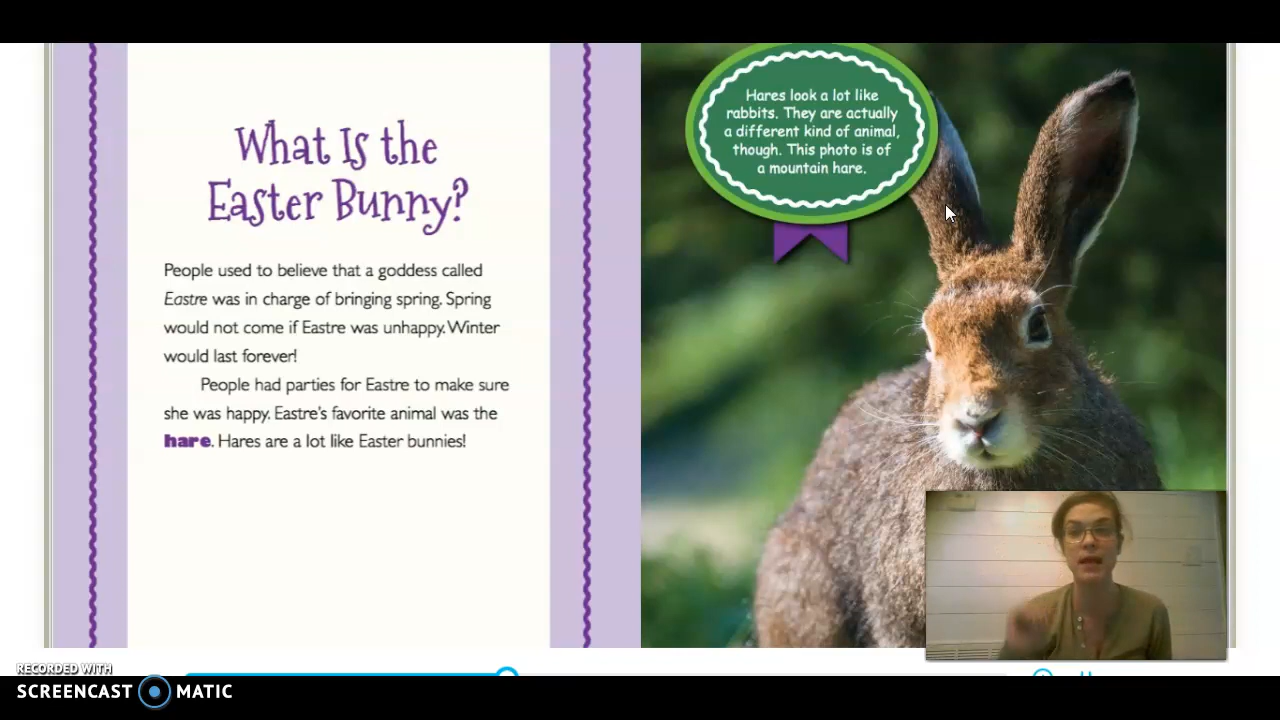 What Is the
Easter Bunny?
People used to believe that a goddess called
Eastre was in charge of bringing spring. Spring
would not come if Eastre was unhappy. Winter
would last forever!
People had parties for Eastre to make sure
she was happy. Eastre's favorite animal was the
hare. Hares are a lot like Easter bunnies!
Hares look a lot like
rabbits. They are actually
a different kind of animal,
though. This photo is of
a mountain hare.
RECORDED WITH
SCREENCAST MATIC